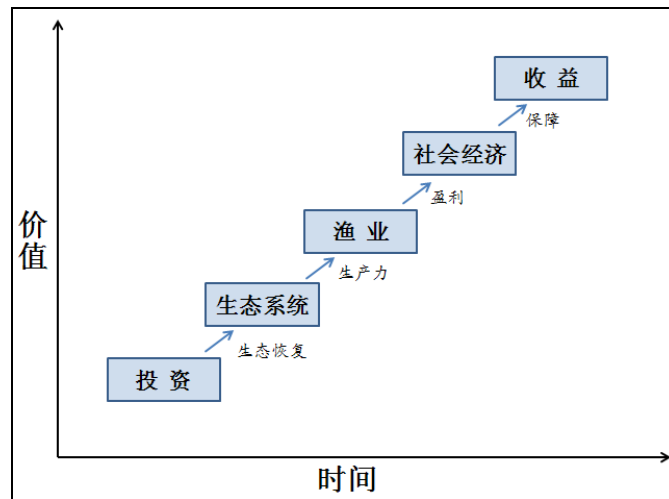 收 益
保障
社会经济
盈利
渔 业
生产力
生态系统
生态恢复
投 资
价值
时间